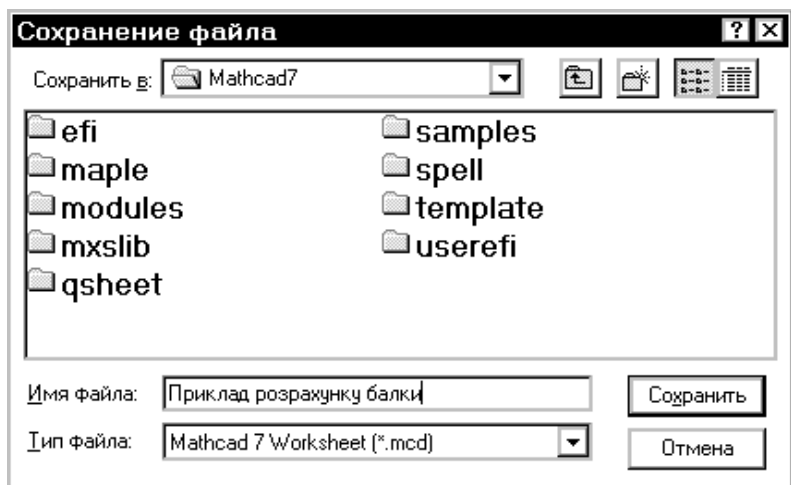 Сохранение файла
Сохранить в: Mathcad7
efi samples
maple spell
modules template
mxslib userefi
qsheet
Имя файла: Приклад розрахунку балки Сохранить
Тип файла: Mathcad 7 Worksheet (*.mcd) Отмена